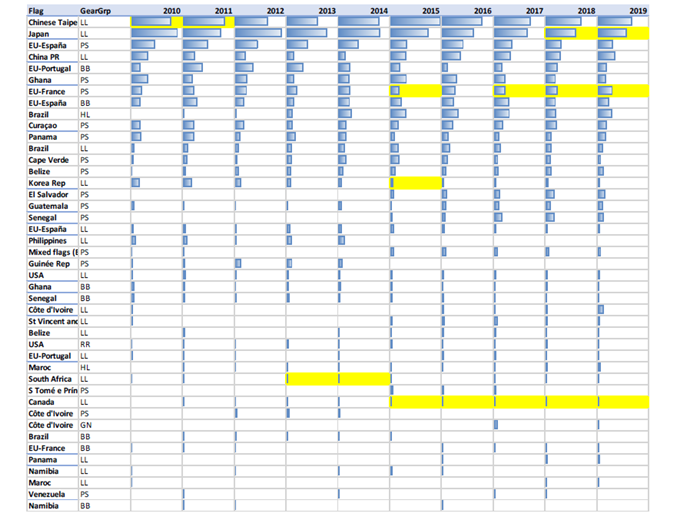 Flag GearGrp 2010 2011 2012 2013 2014 2015 2016 2017 2018 2019
Chinese Taipe LL
Japan LL
EU-España PS
China PR LL
EU-Portugal BB
Ghana PS
EU-France PS
EU-España BB
Brazil HL
Curaçao PS
Panama PS
Brazil LL
Cape Verde PS
Belize PS
Korea Rep LL
El Salvador PS
Guatemala PS
Senegal PS
EU-España LL
Philippines LL
Mixed flags (E PS
Guinée Rep PS
USA LL
Ghana BB
Senegal BB
Côte d'Ivoire LL
St Vincent and LL
Belize LL
USA RR
EU-Portugal LL
Maroc HL
South Africa LL
S Tomé e Prín PS
Canada LL
Côte d'Ivoire PS
Côte d'Ivoire GN
Brazil BB
EU-France BB
Panama LL
Namibia LL
Maroc LL
Venezuela PS
Namibia BB